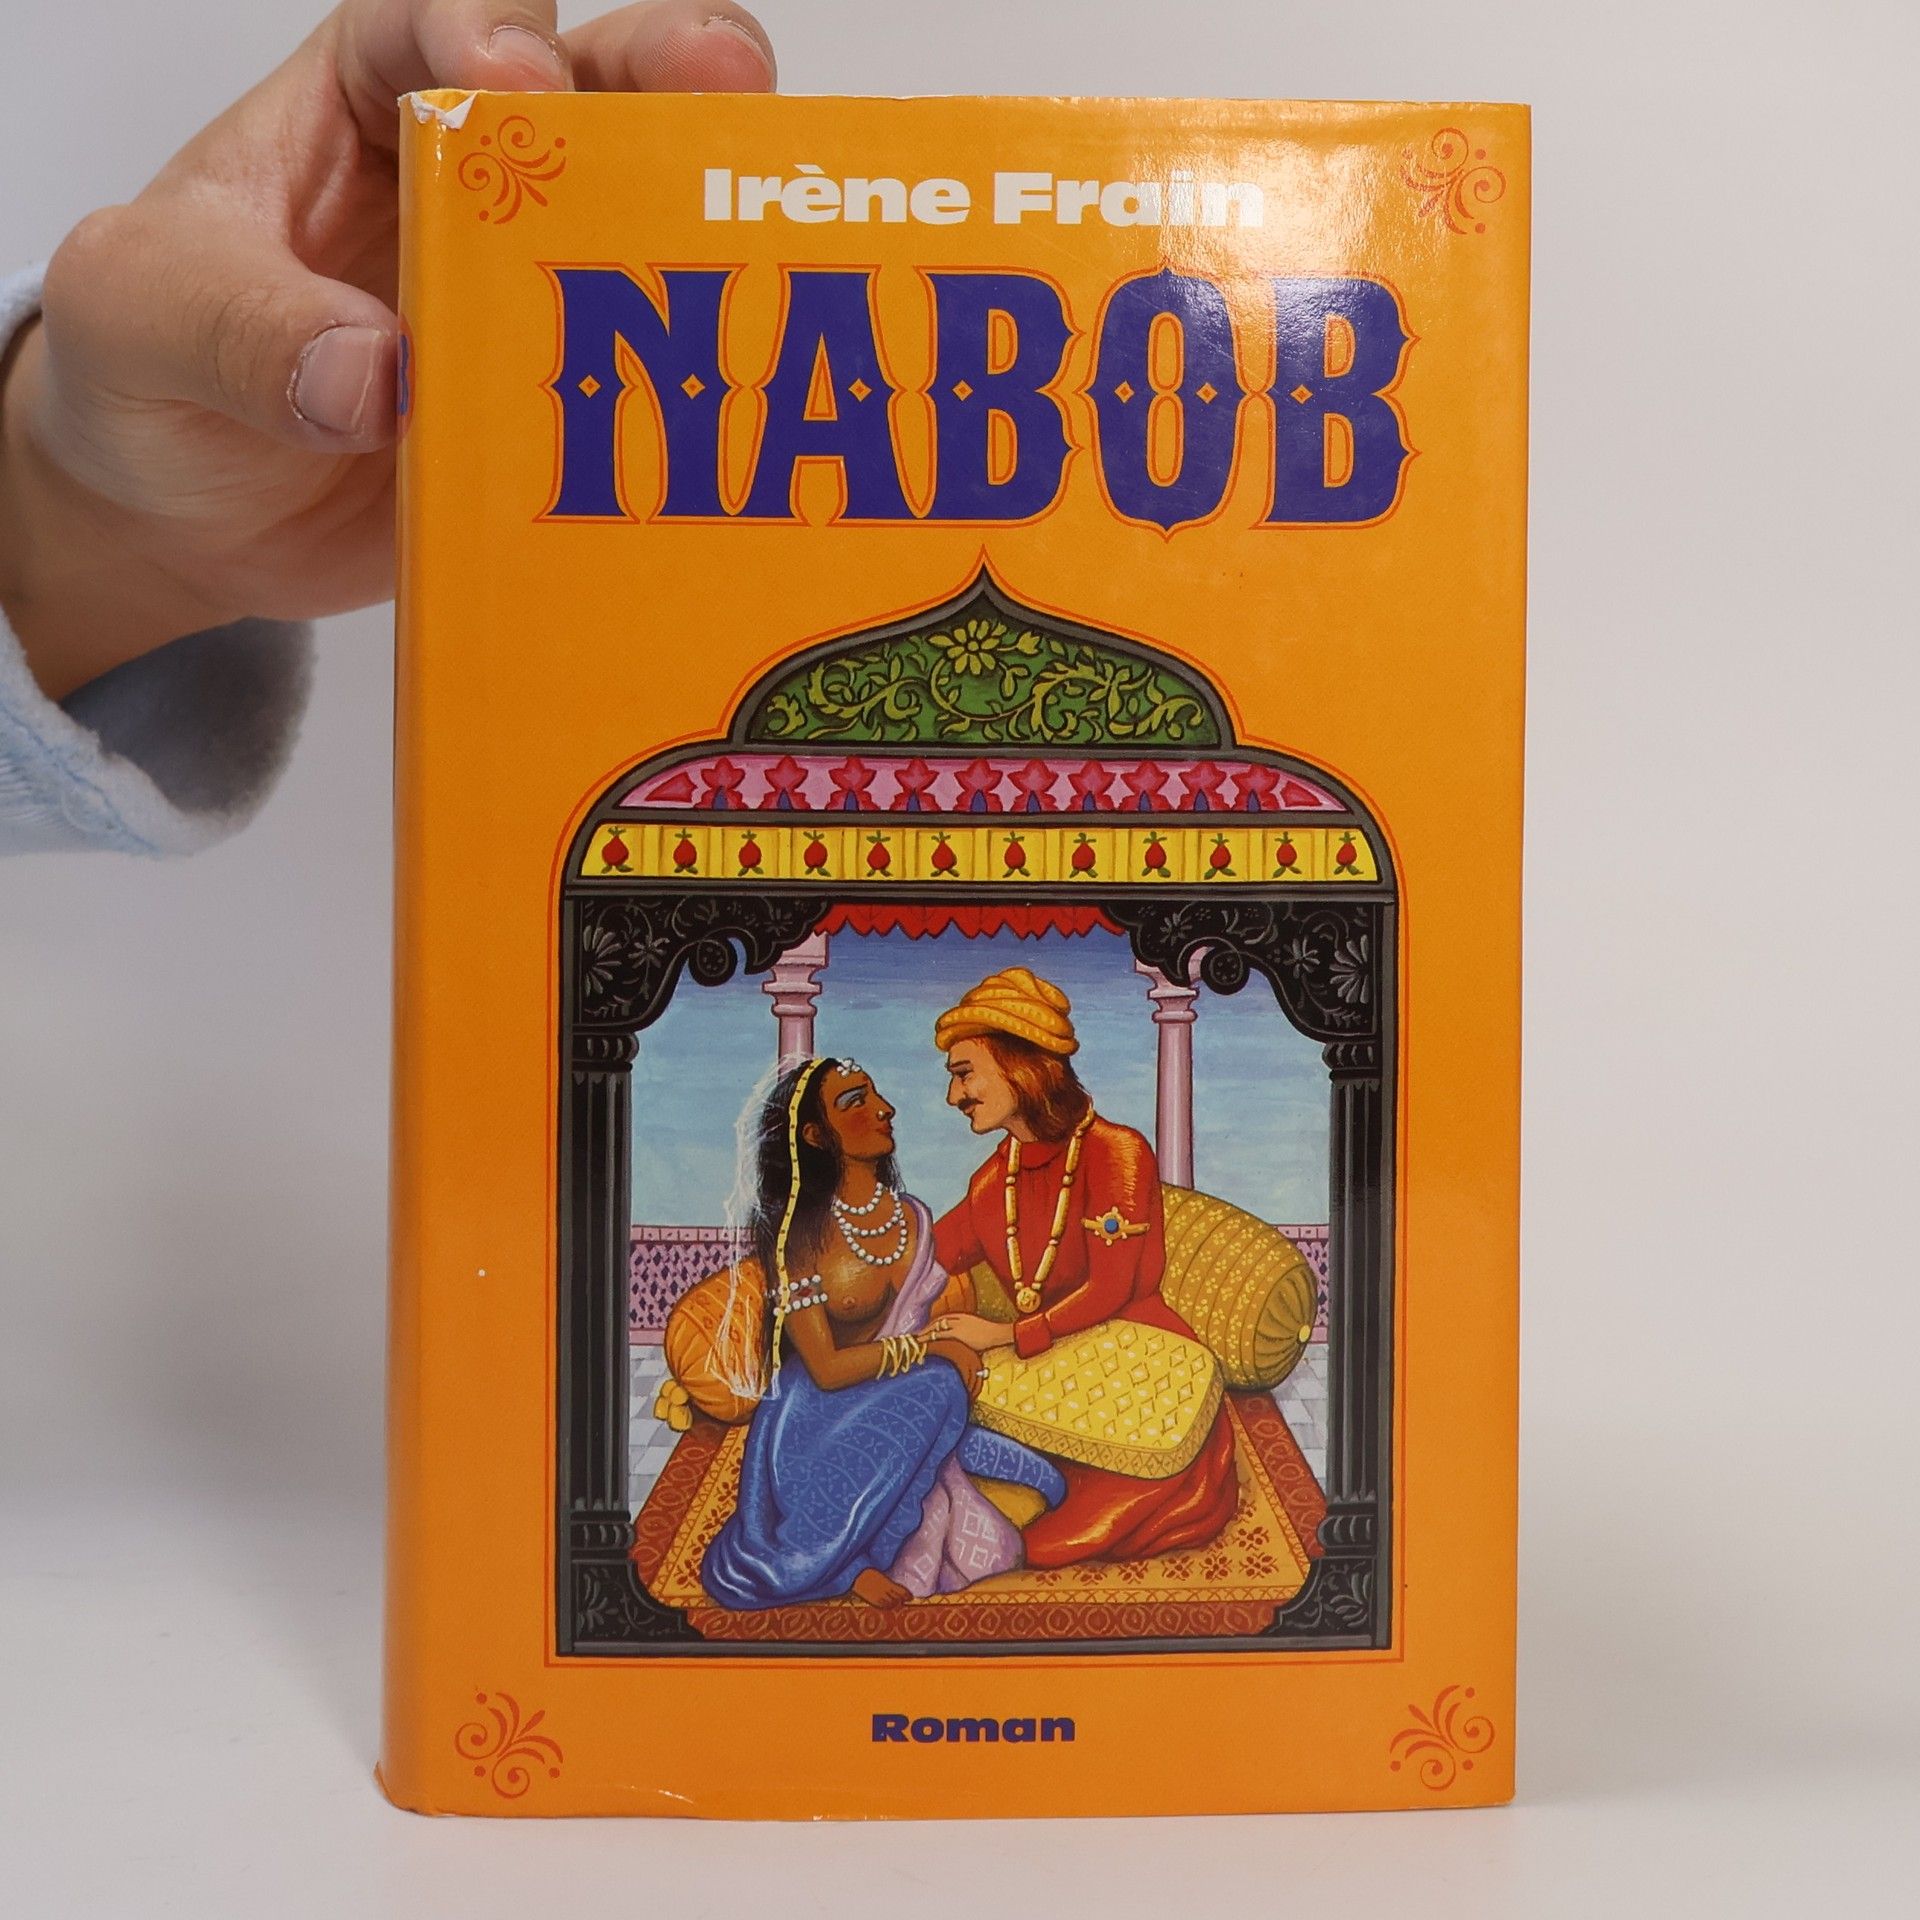 Irène Frain
NABOB
Roman